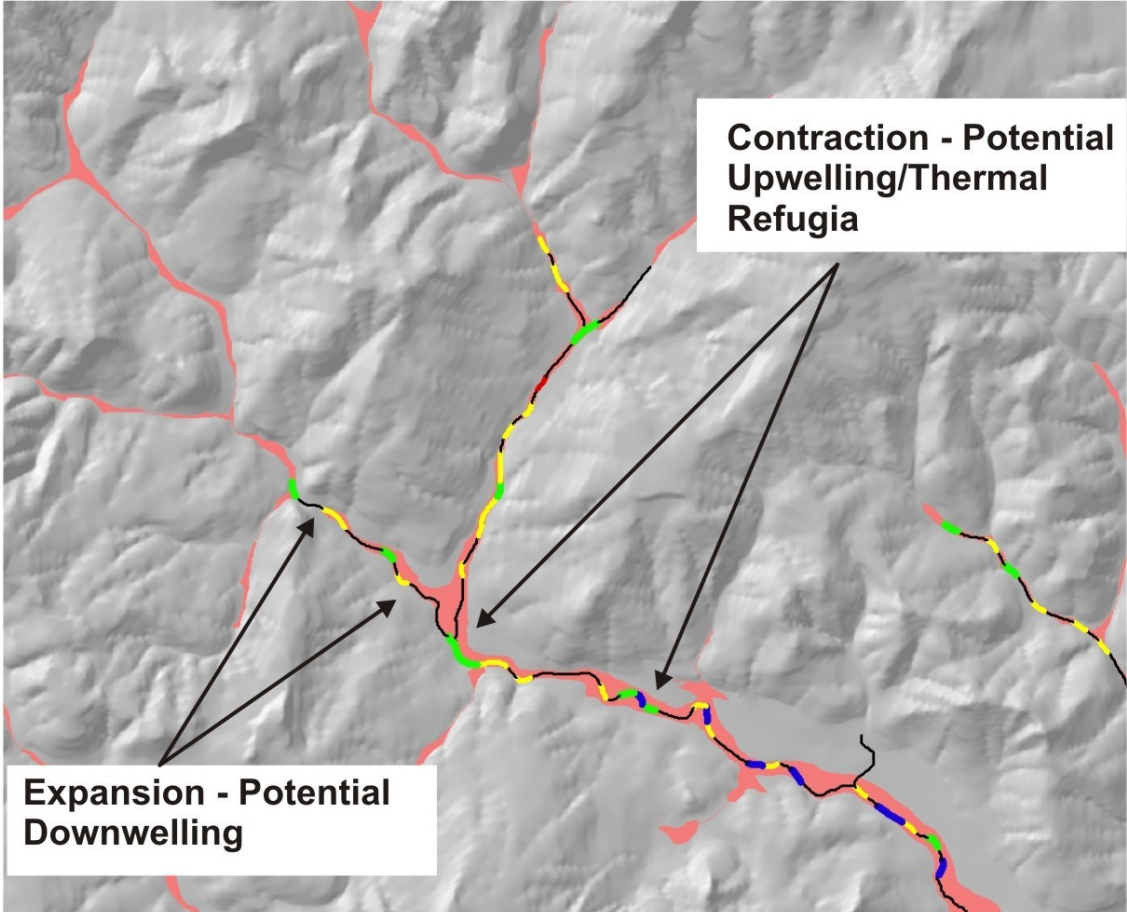 Contraction - Potential
Upwelling/Thermal
Refugia
Expansion - Potential
Downwelling